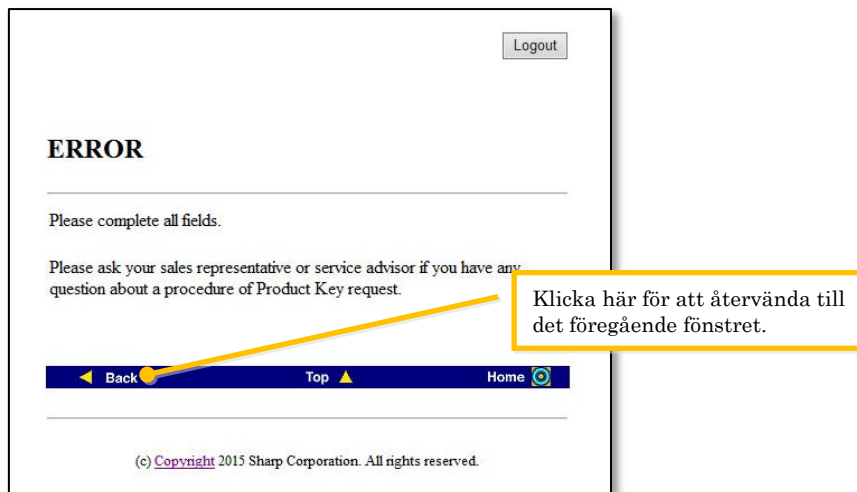 Logout
ERROR
Please complete all fields.
Please ask your sales representative or service advisor if you have any
question about a procedure of Product Key request.
Klicka här för att återvända till
det föregående fönstret.
Back Top Home
(c) Copyright 2015 Sharp Corporation. All rights reserved.